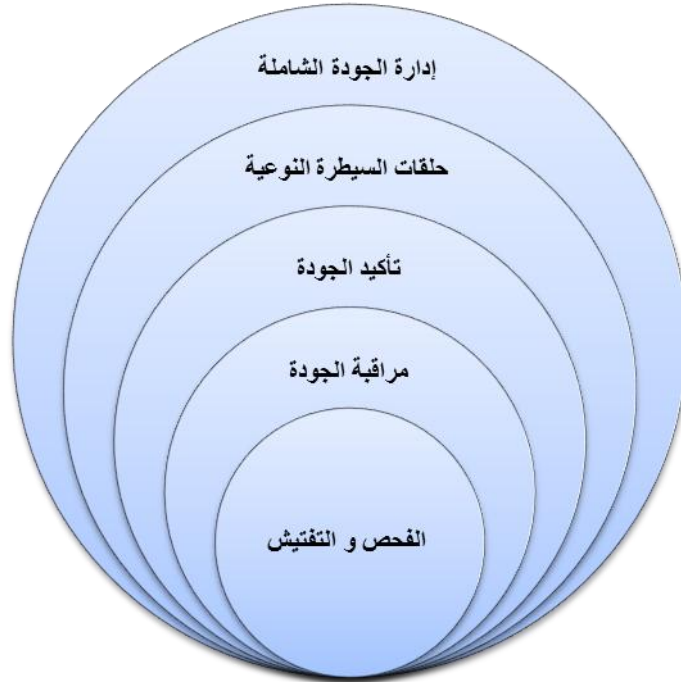 إدارة الجودة الشاملة
حلقات السيطرة النوعية
تأكيد الجودة
مراقبة الجودة
الفحص و التفتيش